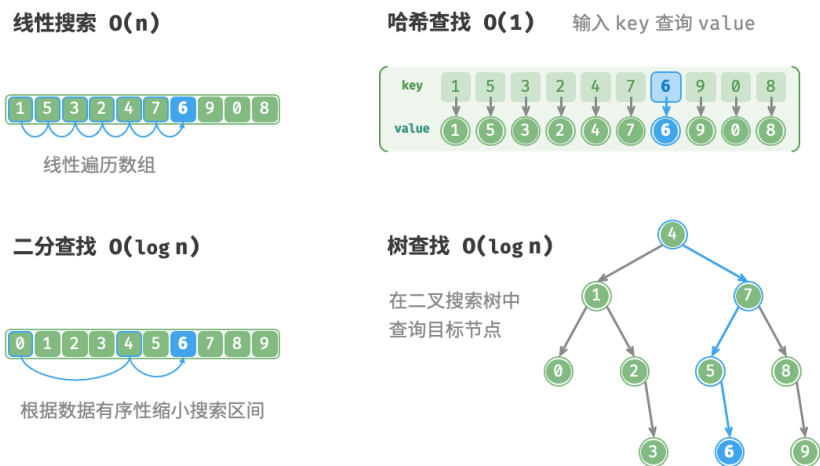 线性搜索 O(n)
1 5 3 2 4 7 6 9 0 8
线性遍历数组
哈希查找 O(1) 输入 key 查询 value
key 1 5 3 2 4 7 6 9 0 8
value 1 5 3 2 4 7 6 9 0 8
二分查找 O(log n)
0 1 2 3 4 5 6 7 8 9
根据数据有序性缩小搜索区间
树查找 O(log n)
在二叉搜索树中
查询目标节点
4
1 7
0 2 5 8
3 6 9